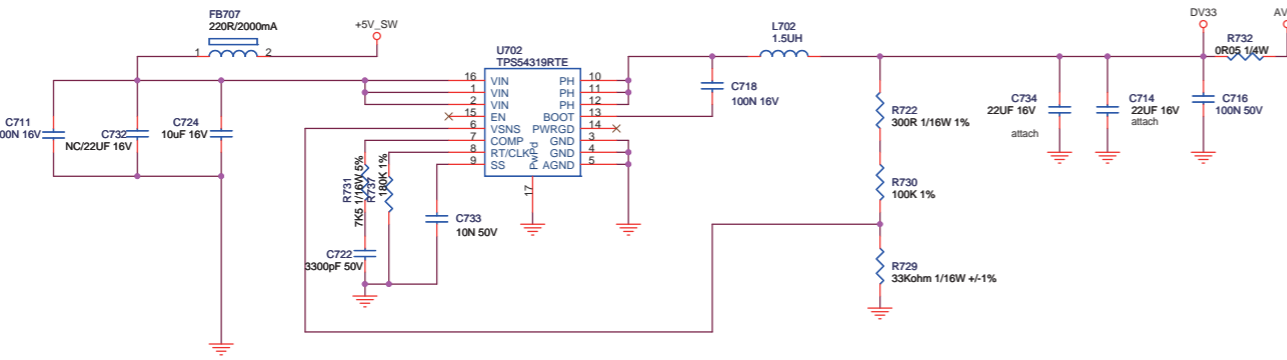 FB707
220R/2000mA
1
2
+5V_SW
U702
TPS54319RTE
16 VIN
1 VIN
2 VIN
15 EN
6 VSNS
7 COMP
8 RT/CLK
9 SS
PH 10
PH 11
PH 12
BOOT 13
PWRGD 14
GND 3
GND 4
AGND 5
PwPd
17
C711
00N 16V
C732
NC/22UF 16V
C724
10uF 16V
R731
7K5 1/16W 5%
R737
180K 1%
C722
3300pF 50V
C733
10N 50V
C718
100N 16V
L702
1.5UH
R722
300R 1/16W 1%
R730
100K 1%
R729
33Kohm 1/16W +/-1%
C734
22UF 16V
attach
C714
22UF 16V
attach
DV33
C716
100N 50V
R732
0R05 1/4W
AV